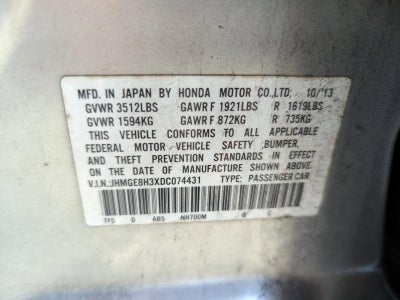 MFD. IN JAPAN BY HONDA MOTOR CO.,LTD. 10/13
GVWR 3512LBS GAWR F 1921LBS R 1619LBS
GVWR 1594KG GAWR F 872KG R 735KG
THIS VEHICLE CONFORMS TO ALL APPLICABLE
FEDERAL MOTOR VEHICLE SAFETY ,BUMPER,
AND THEFT PREVENTION STANDARDS IN EFFECT
ON THE DATE OF MANUFACTURE SHOWN ABOVE.
V.I.N.:JHMGE8H3XDC074431 TYPE: PASSENGER CAR
TF5 0 ABS NH700M